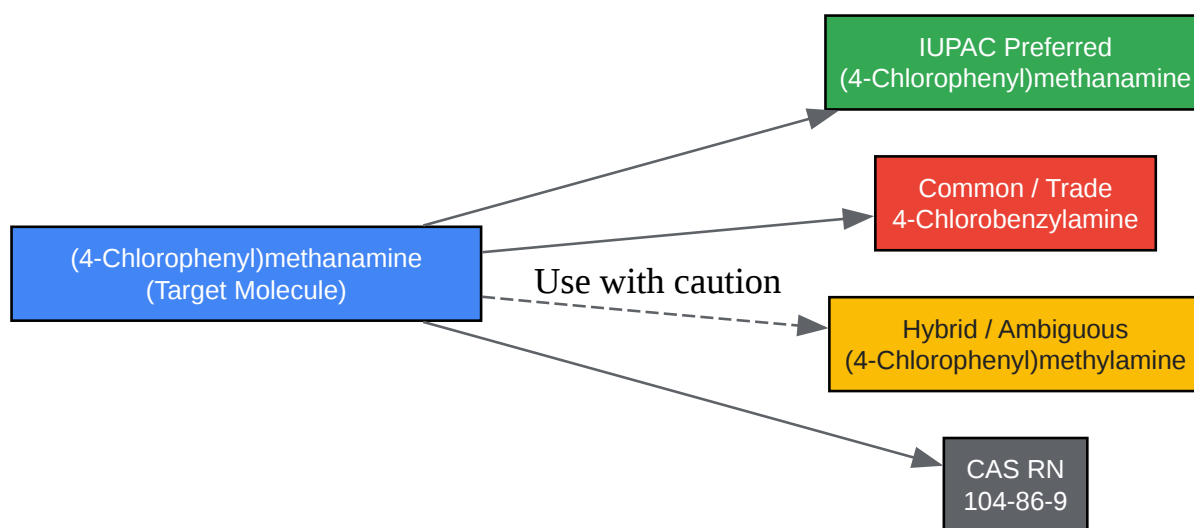 IUPAC Preferred
(4-Chlorophenyl)methanamine
Common / Trade
4-Chlorobenzylamine
(4-Chlorophenyl)methanamine
(Target Molecule)
Use with caution
Hybrid / Ambiguous
(4-Chlorophenyl)methylamine
CAS RN
104-86-9